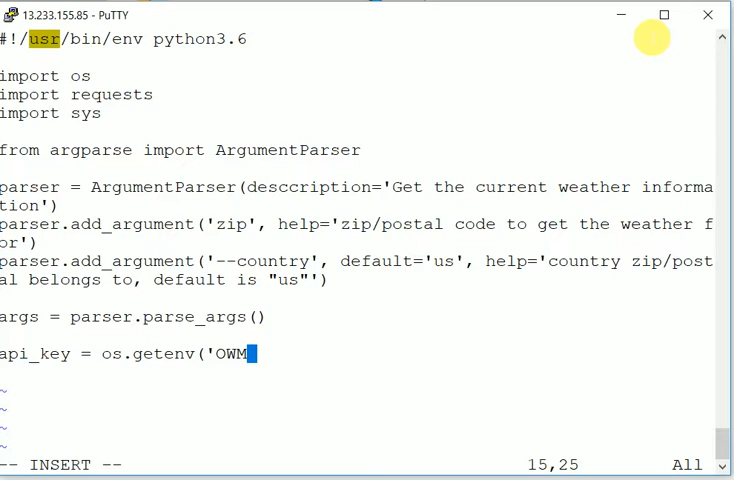 13.233.155.85 - PuTTY
#!/usr/bin/env python3.6
import os
import requests
import sys
from argparse import ArgumentParser
parser = ArgumentParser(desccription='Get the current weather informa
tion')
parser.add_argument('zip', help='zip/postal code to get the weather f
or')
parser.add_argument('--country', default='us', help='country zip/post
al belongs to, default is "us"')
args = parser.parse_args()
api_key = os.getenv('OWM
~
~
~
~
-- INSERT -- 15,25 All